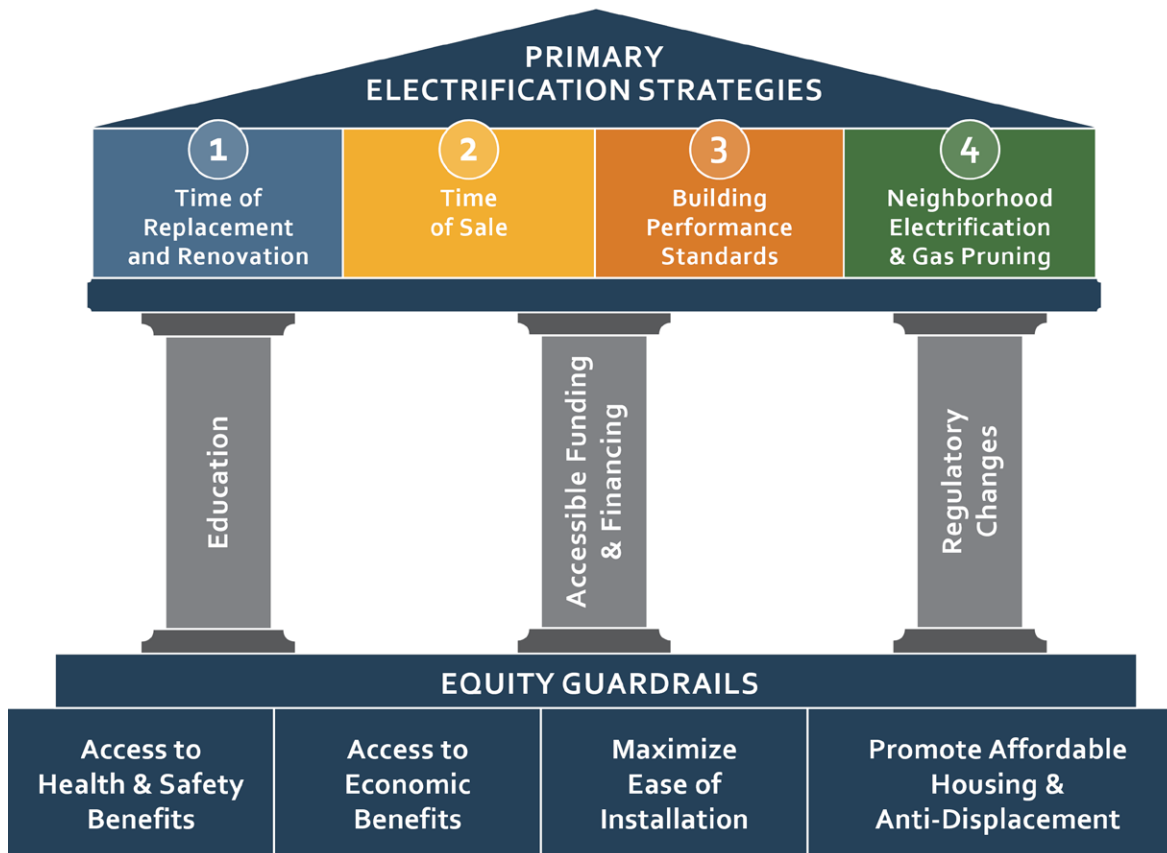 PRIMARY
ELECTRIFICATION STRATEGIES
1
Time of
Replacement
and Renovation
2
Time
of Sale
3
Building
Performance
Standards
4
Neighborhood
Electrification
& Gas Pruning
Education
Accessible Funding
& Financing
Regulatory
Changes
EQUITY GUARDRAILS
Access to
Health & Safety
Benefits
Access to
Economic
Benefits
Maximize
Ease of
Installation
Promote Affordable
Housing &
Anti-Displacement